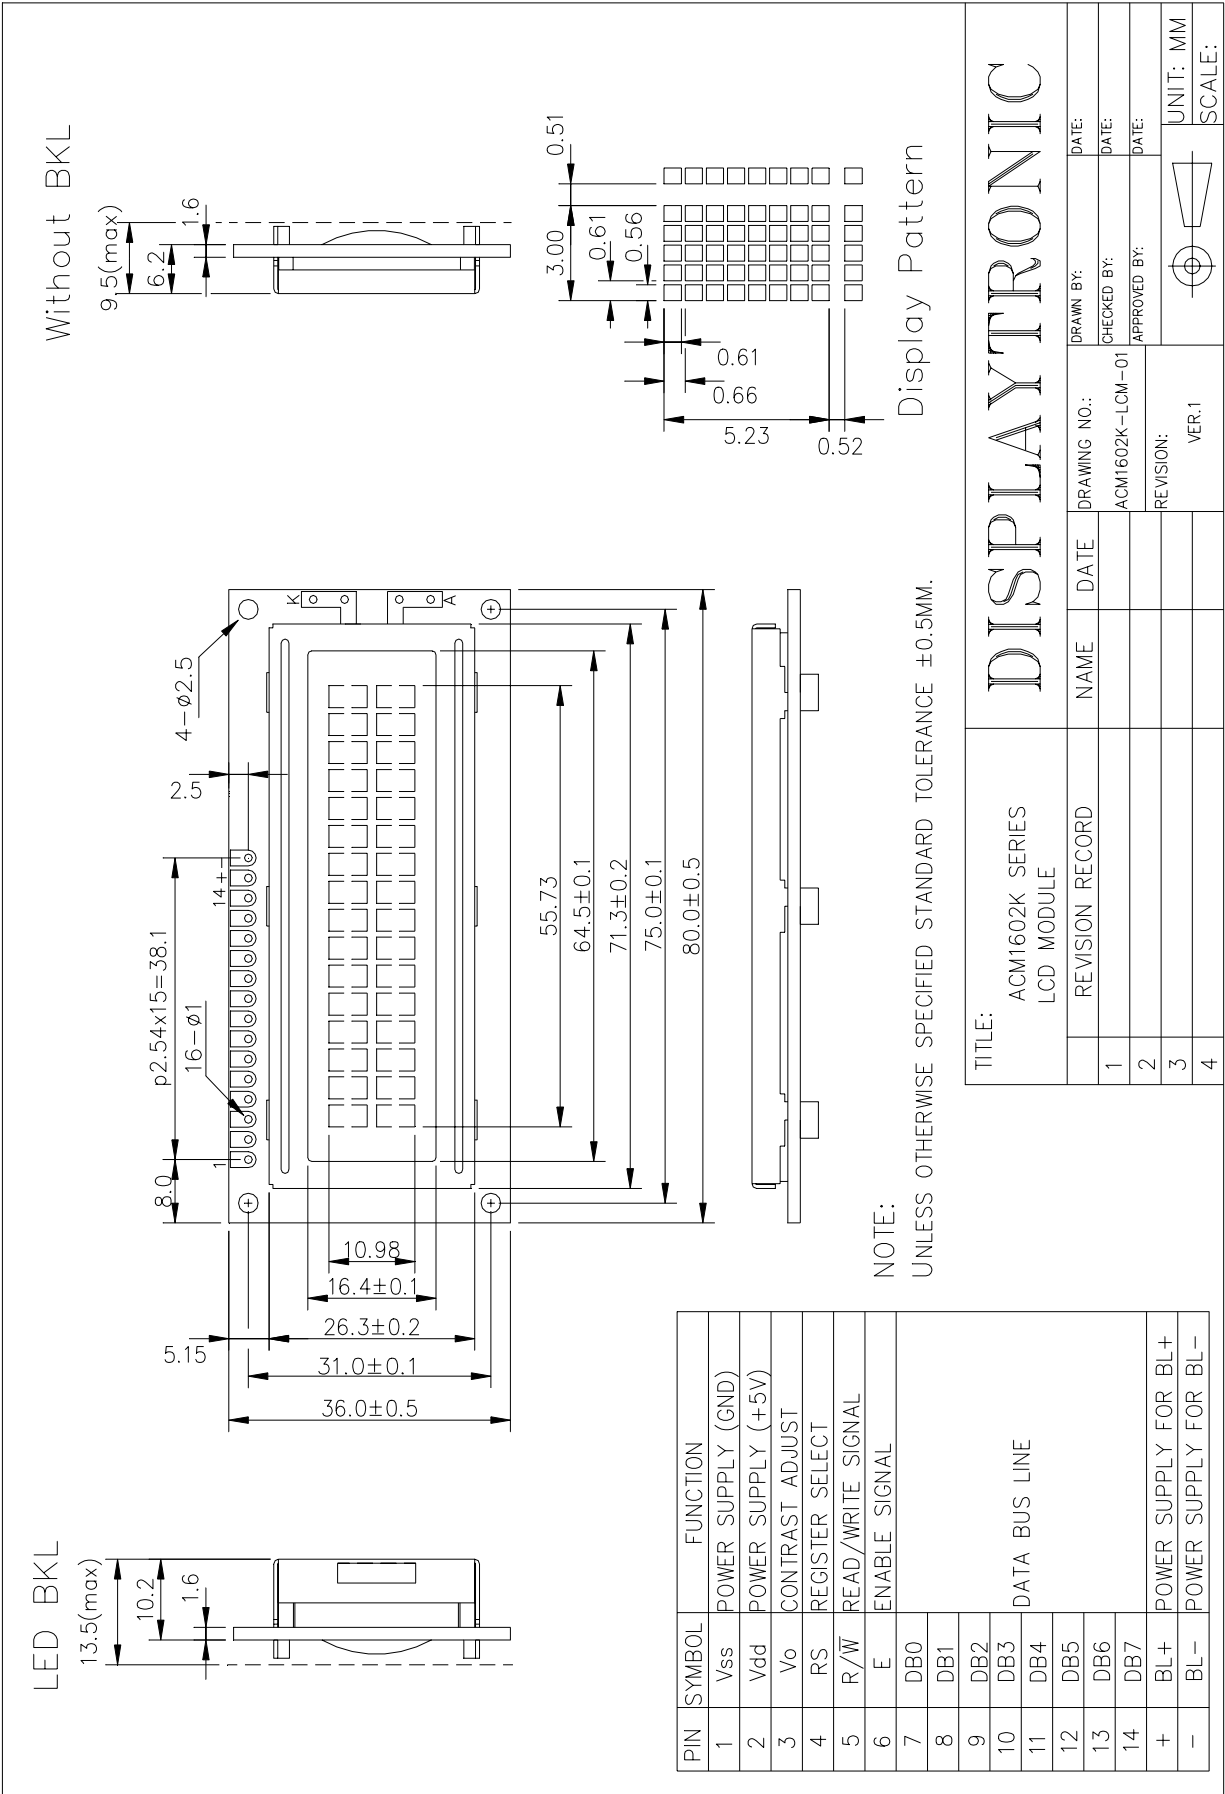 LED BKL
13.5(max)
10.2
1.6
Without BKL
9.5(max)
6.2
1.6
p2.54x15=38.1
8.0
16-ø1
1
14+-
2.5
4-ø2.5
K
A
5.15
10.98
16.4±0.1
26.3±0.2
31.0±0.1
36.0±0.5
55.73
64.5±0.1
71.3±0.2
75.0±0.1
80.0±0.5
0.51
3.00
0.61
0.56
0.61
0.66
5.23
0.52
Display Pattern
PIN SYMBOL FUNCTION
1 Vss POWER SUPPLY (GND)
2 Vdd POWER SUPPLY (+5V)
3 Vo CONTRAST ADJUST
4 RS REGISTER SELECT
5 R/W̅ READ/WRITE SIGNAL
6 E ENABLE SIGNAL
7 DB0
8 DB1
9 DB2
10 DB3 DATA BUS LINE
11 DB4
12 DB5
13 DB6
14 DB7
+ BL+ POWER SUPPLY FOR BL+
- BL- POWER SUPPLY FOR BL-
NOTE:
UNLESS OTHERWISE SPECIFIED STANDARD TOLERANCE ±0.5MM.
TITLE:
ACM1602K SERIES
LCD MODULE
DISPLAYTRONIC
REVISION RECORD NAME DATE
1
2
3
4
DRAWING NO.:
ACM1602K-LCM-01
REVISION:
VER.1
DRAWN BY: DATE:
CHECKED BY: DATE:
APPROVED BY: DATE:
UNIT: MM
SCALE: